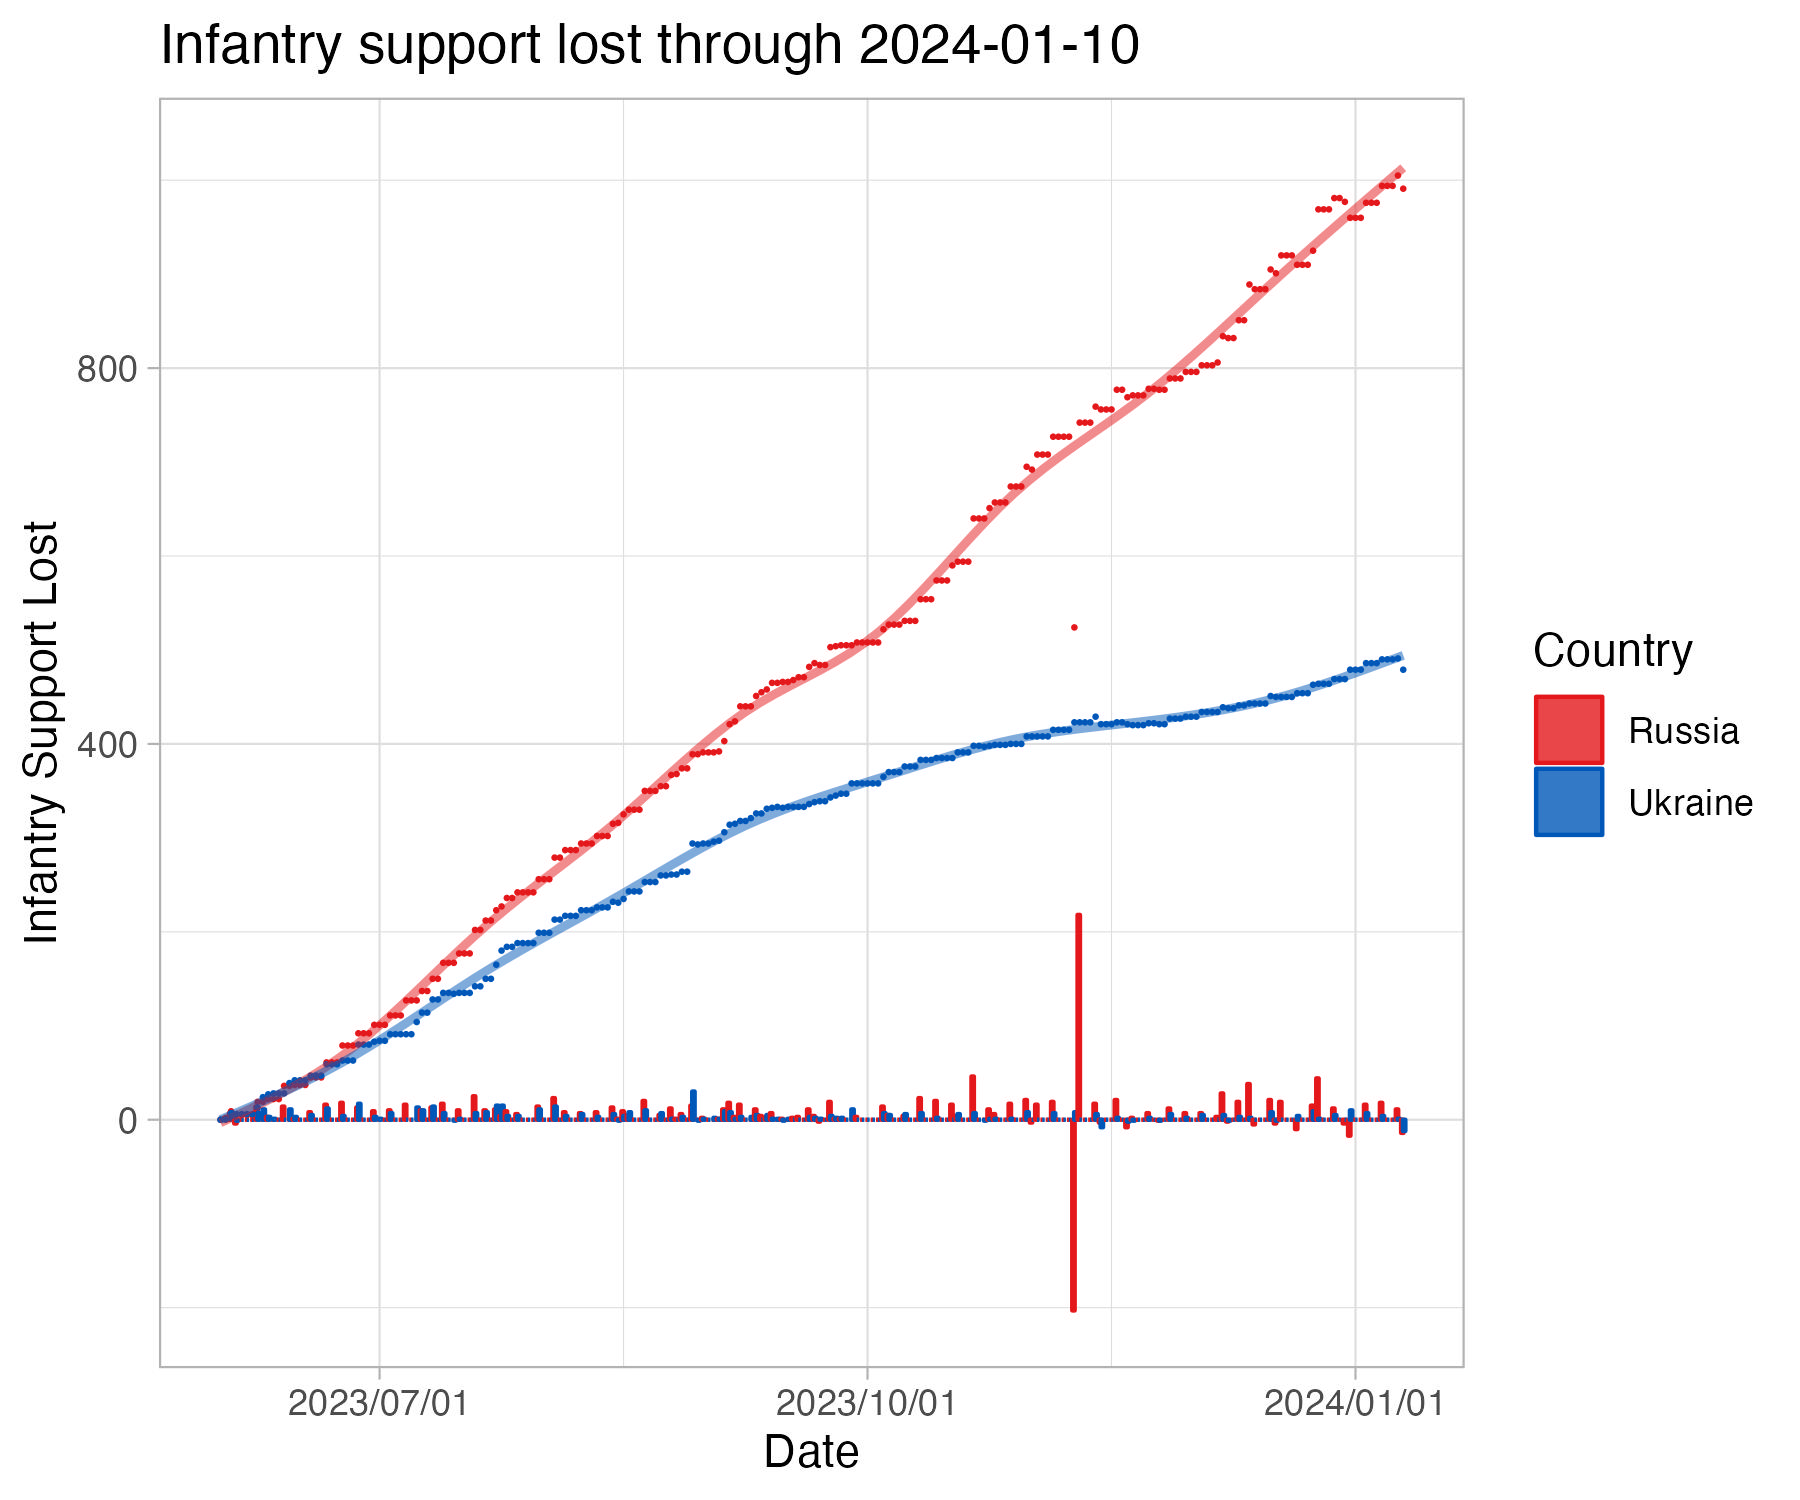 Infantry support lost through 2024-01-10
Infantry Support Lost
800
400
0
2023/07/01
2023/10/01
2024/01/01
Date
Country
Russia
Ukraine